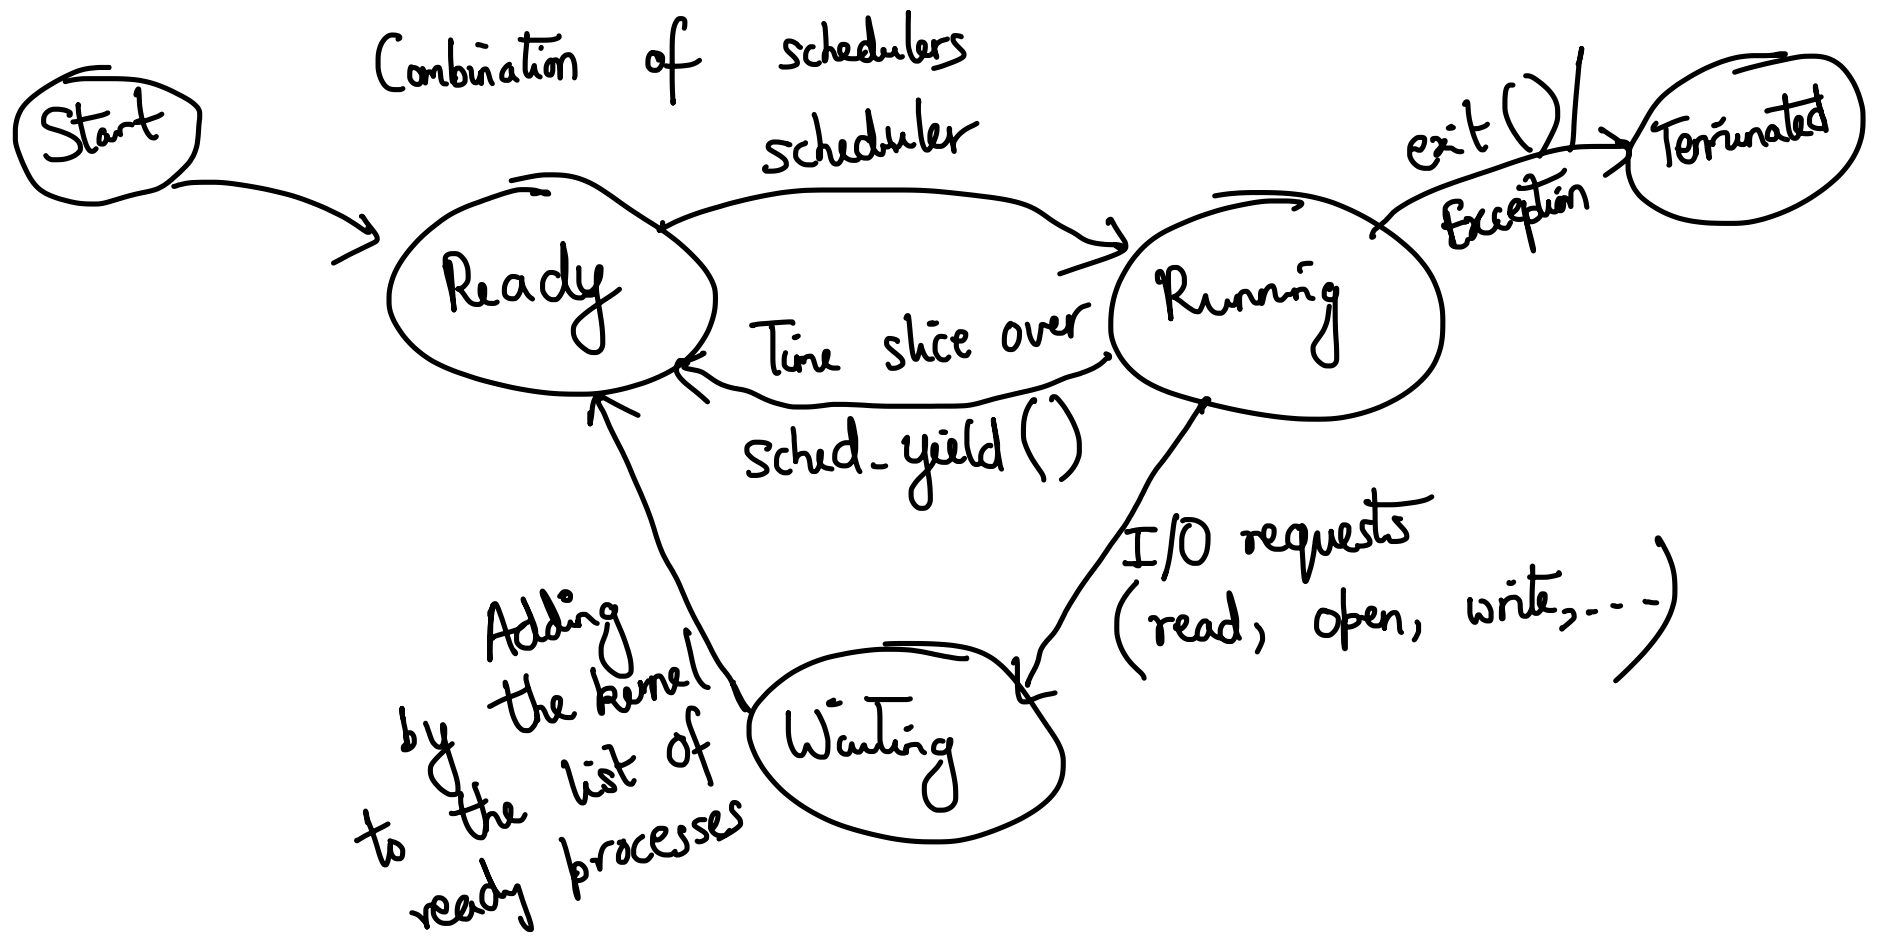 Combination of schedulers
Start
scheduler
exit() /
Exception
Terminated
Ready
Running
Time slice over
sched_yield()
I/O requests
(read, open, write, ....)
Adding
by the kernel
to the list of
ready processes
Waiting